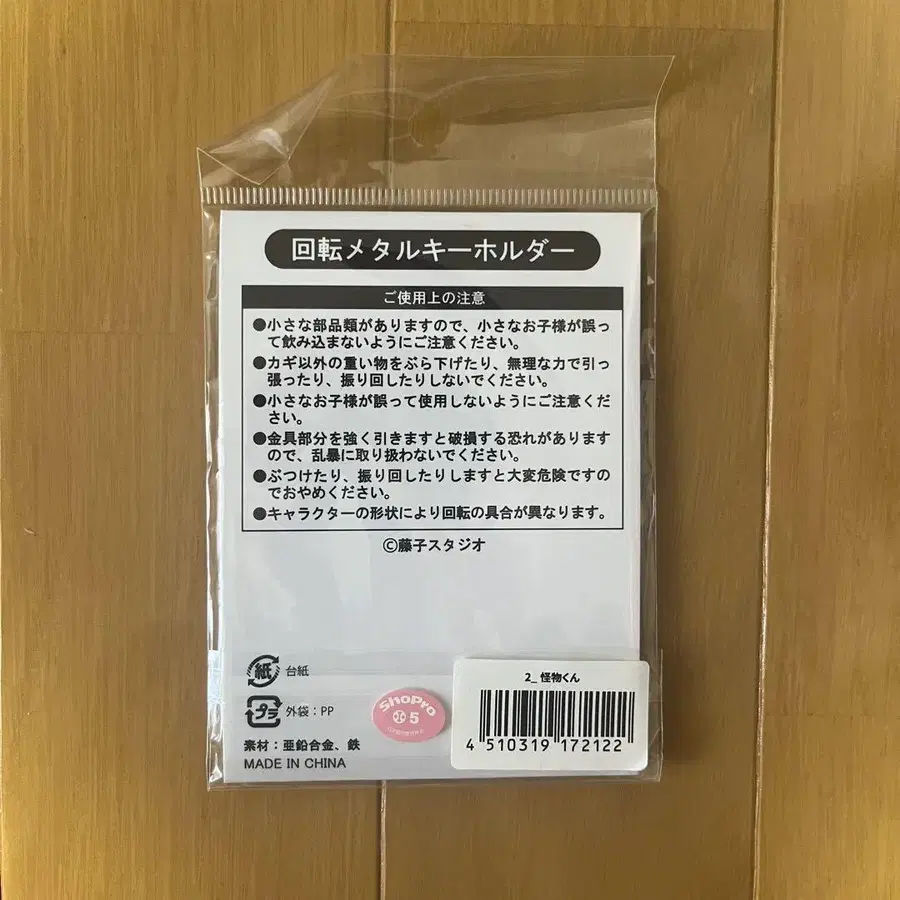 回転メタルキーホルダー
ご使用上の注意
●小さな部品類がありますので、小さなお子様が誤っ
て飲み込まないようにご注意ください。
●カギ以外の重い物をぶら下げたり、無理な力で引っ
張ったり、振り回したりしないでください。
●小さなお子様が誤って使用しないようにご注意くだ
さい。
●金具部分を強く引きますと破損する恐れがあります
ので、乱暴に取り扱わないでください。
●ぶつけたり、振り回したりしますと大変危険ですの
でおやめください。
●キャラクターの形状により回転の具合が異なります。
©藤子スタジオ
紙 台紙
プラ 外袋:PP
素材:亜鉛合金、鉄
MADE IN CHINA
ShoPro
5
2_ 怪物くん
4 510319 172122